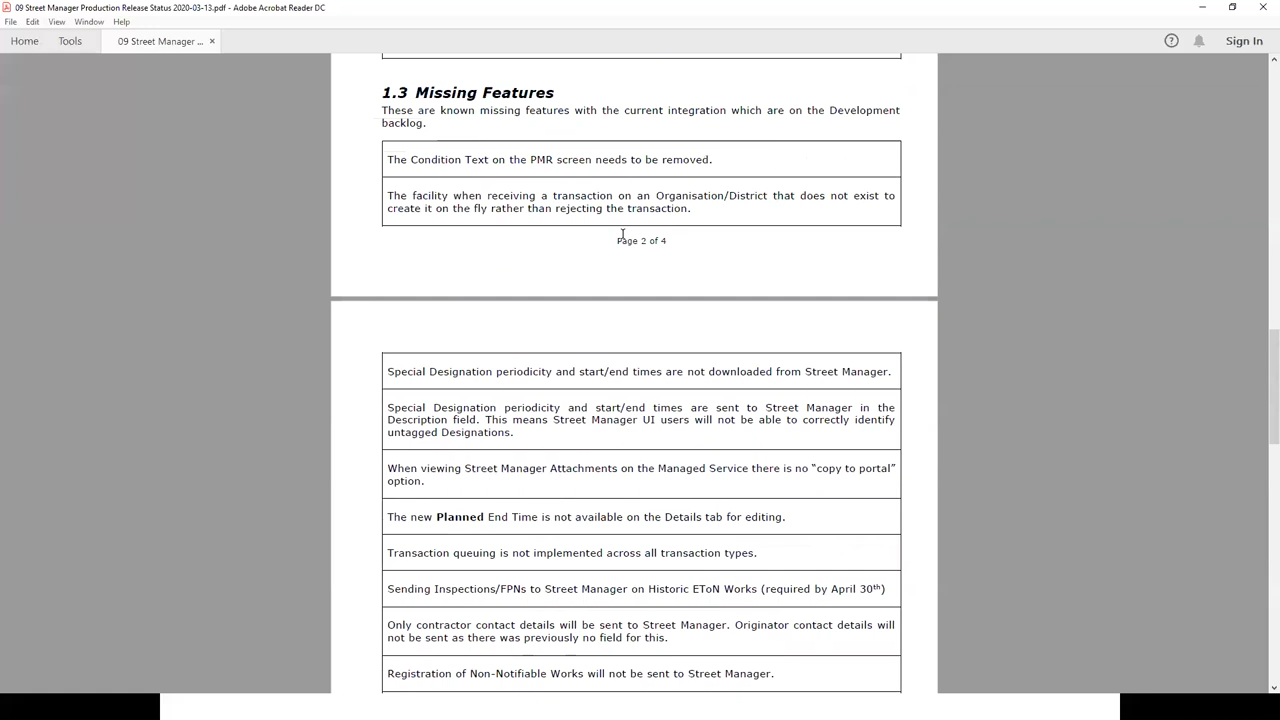 09 Street Manager Production Release Status 2020-03-13.pdf - Adobe Acrobat Reader DC
File Edit View Window Help
Home Tools 09 Street Manager ... × ? Sign In
1.3 Missing Features
These are known missing features with the current integration which are on the Development
backlog.
The Condition Text on the PMR screen needs to be removed.
The facility when receiving a transaction on an Organisation/District that does not exist to
create it on the fly rather than rejecting the transaction.
Page 2 of 4
Special Designation periodicity and start/end times are not downloaded from Street Manager.
Special Designation periodicity and start/end times are sent to Street Manager in the
Description field. This means Street Manager UI users will not be able to correctly identify
untagged Designations.
When viewing Street Manager Attachments on the Managed Service there is no “copy to portal”
option.
The new Planned End Time is not available on the Details tab for editing.
Transaction queuing is not implemented across all transaction types.
Sending Inspections/FPNs to Street Manager on Historic EToN Works (required by April 30th)
Only contractor contact details will be sent to Street Manager. Originator contact details will
not be sent as there was previously no field for this.
Registration of Non-Notifiable Works will not be sent to Street Manager.